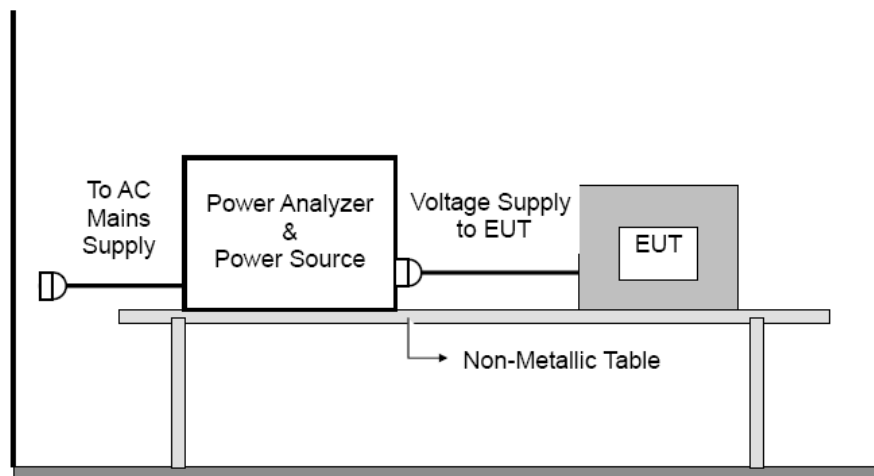 To AC
Mains
Supply
Power Analyzer
&
Power Source
Voltage Supply
to EUT
EUT
Non-Metallic Table